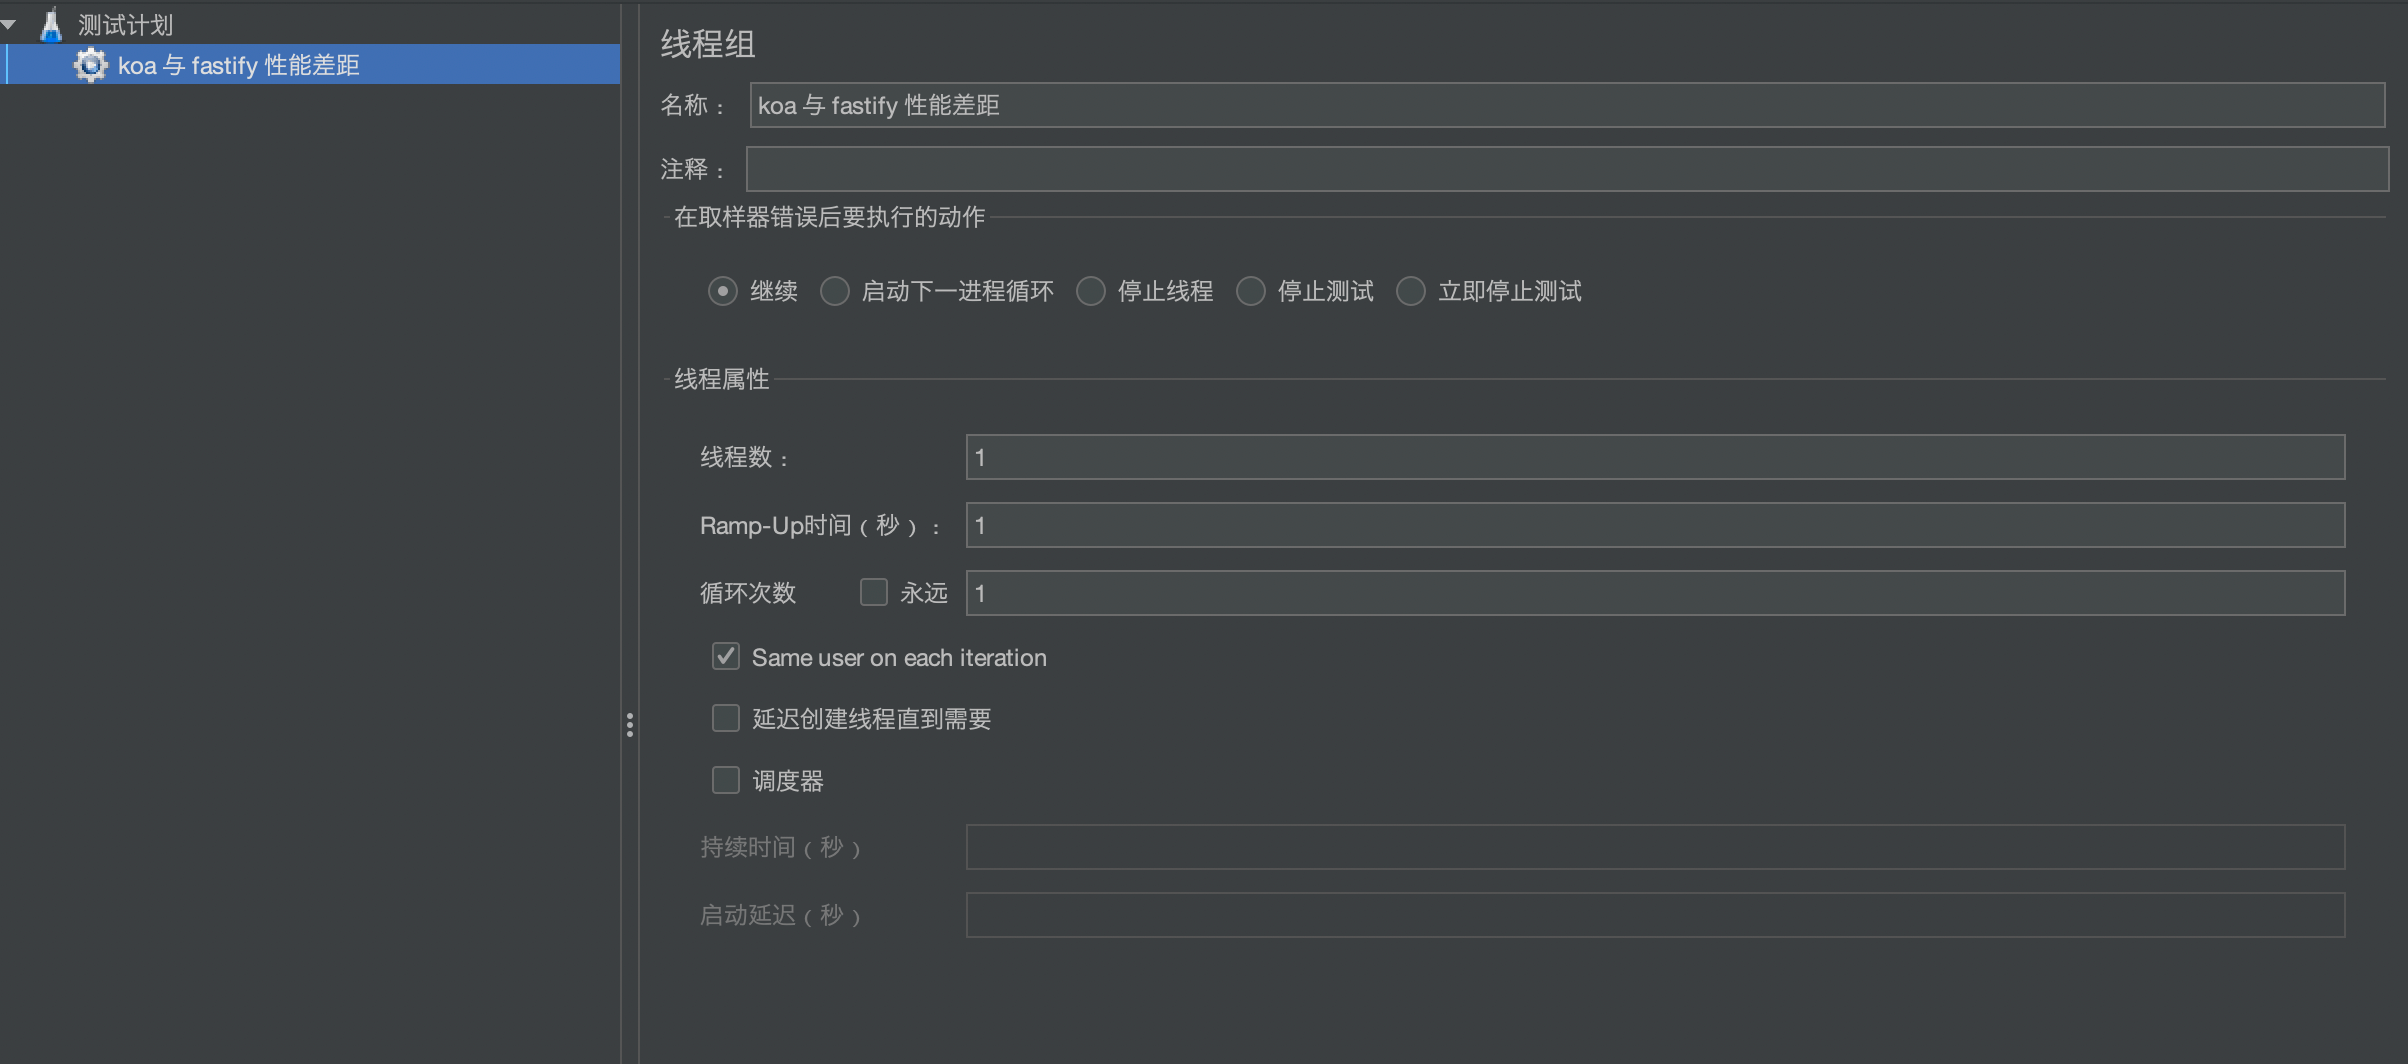 测试计划
koa 与 fastify 性能差距
线程组
名称： koa 与 fastify 性能差距
注释：
在取样器错误后要执行的动作
继续 启动下一进程循环 停止线程 停止测试 立即停止测试
线程属性
线程数： 1
Ramp-Up时间（秒）： 1
循环次数 永远 1
Same user on each iteration
延迟创建线程直到需要
调度器
持续时间（秒）
启动延迟（秒）